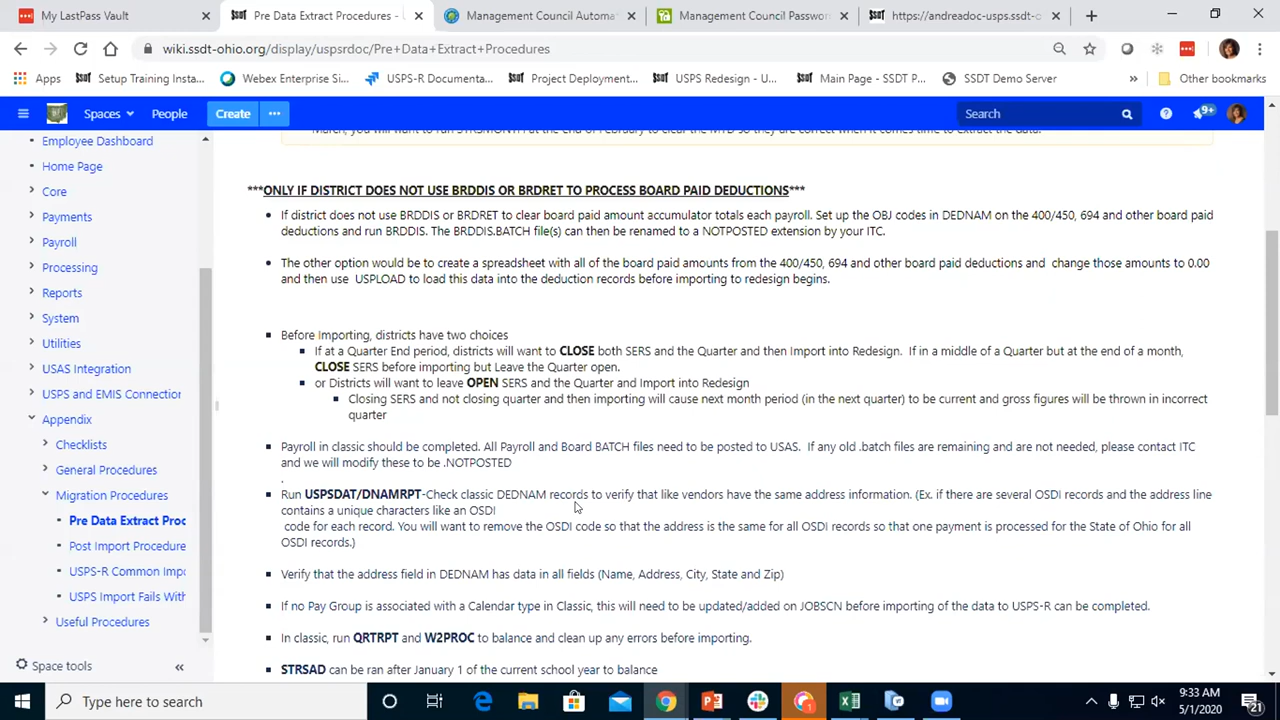 My LastPass Vault
Pre Data Extract Procedures -
Management Council Automa
Management Council Passwor
https://andreadoc-usps.ssdt-o
wiki.ssdt-ohio.org/display/uspsrdoc/Pre+Data+Extract+Procedures
Apps
Setup Training Insta...
Webex Enterprise Si...
USPS-R Documenta...
Project Deployment...
USPS Redesign - U...
Main Page - SSDT P...
SSDT Demo Server
»
Other bookmarks
Spaces
People
Create
Search
9+
Employee Dashboard
Home Page
Core
Payments
Payroll
Processing
Reports
System
Utilities
USAS Integration
USPS and EMIS Connection
Appendix
Checklists
General Procedures
Migration Procedures
Pre Data Extract Proc
Post Import Procedure
USPS-R Common Impo
USPS Import Fails With
Useful Procedures
Space tools
***ONLY IF DISTRICT DOES NOT USE BRDDIS OR BRDRET TO PROCESS BOARD PAID DEDUCTIONS***
If district does not use BRDDIS or BRDRET to clear board paid amount accumulator totals each payroll. Set up the OBJ codes in DEDNAM on the 400/450, 694 and other board paid
deductions and run BRDDIS. The BRDDIS.BATCH file(s) can then be renamed to a NOTPOSTED extension by your ITC.
The other option would be to create a spreadsheet with all of the board paid amounts from the 400/450, 694 and other board paid deductions and change those amounts to 0.00
and then use USPLOAD to load this data into the deduction records before importing to redesign begins.
Before Importing, districts have two choices
If at a Quarter End period, districts will want to CLOSE both SERS and the Quarter and then Import into Redesign. If in a middle of a Quarter but at the end of a month,
CLOSE SERS before importing but Leave the Quarter open.
or Districts will want to leave OPEN SERS and the Quarter and Import into Redesign
Closing SERS and not closing quarter and then importing will cause next month period (in the next quarter) to be current and gross figures will be thrown in incorrect
quarter
Payroll in classic should be completed. All Payroll and Board BATCH files need to be posted to USAS. If any old .batch files are remaining and are not needed, please contact ITC
and we will modify these to be .NOTPOSTED
.
Run USPSDAT/DNAMRPT-Check classic DEDNAM records to verify that like vendors have the same address information. (Ex. if there are several OSDI records and the address line
contains a unique characters like an OSDI
code for each record. You will want to remove the OSDI code so that the address is the same for all OSDI records so that one payment is processed for the State of Ohio for all
OSDI records.)
Verify that the address field in DEDNAM has data in all fields (Name, Address, City, State and Zip)
If no Pay Group is associated with a Calendar type in Classic, this will need to be updated/added on JOBSCN before importing of the data to USPS-R can be completed.
In classic, run QRTRPT and W2PROC to balance and clean up any errors before importing.
STRSAD can be ran after January 1 of the current school year to balance
Type here to search
9:33 AM
5/1/2020
21